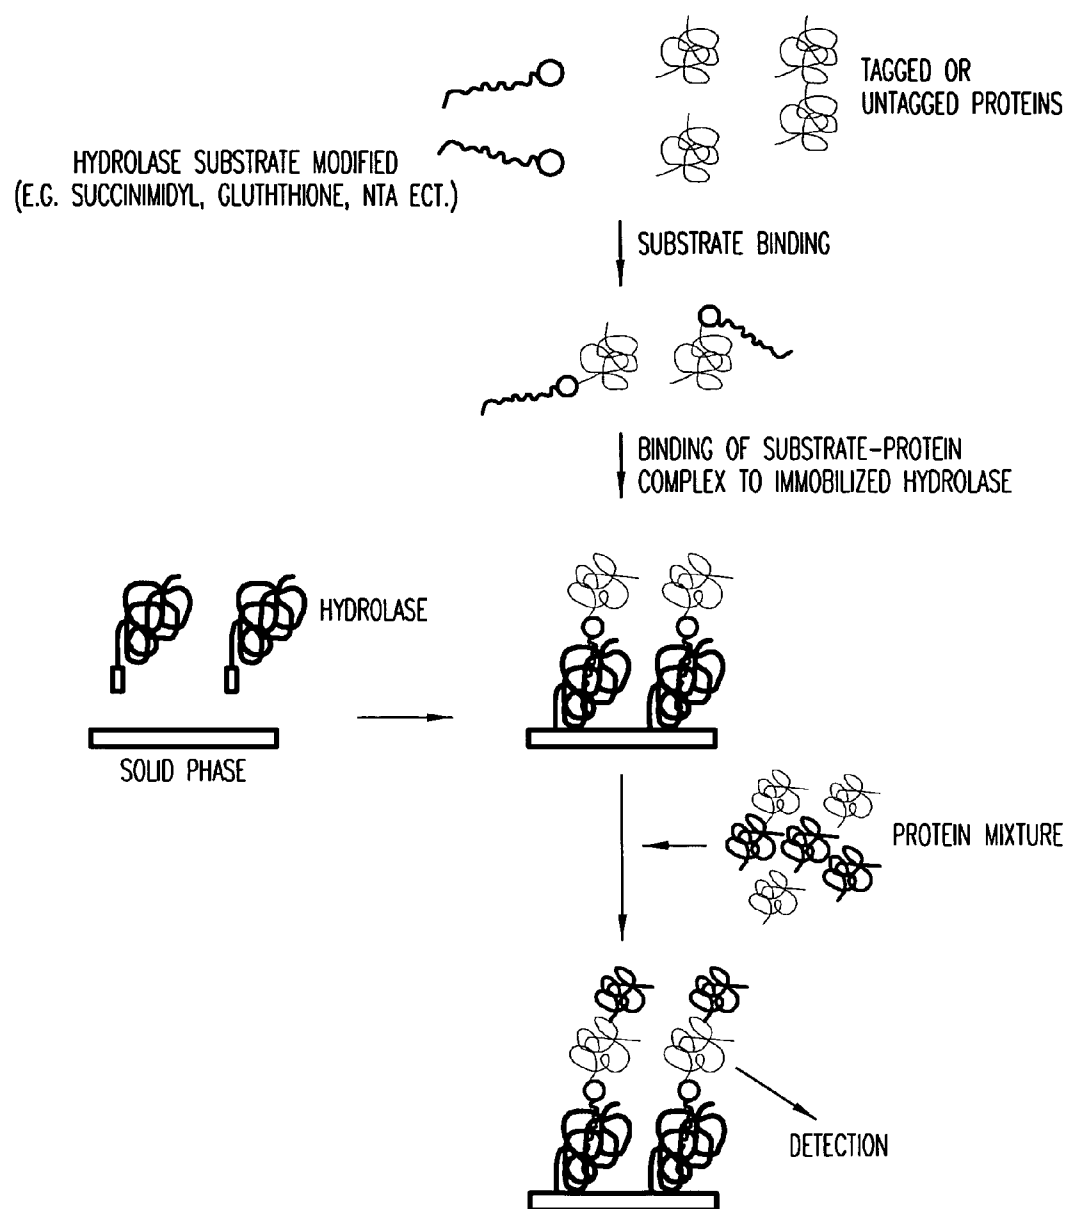 TAGGED OR
UNTAGGED PROTEINS
HYDROLASE SUBSTRATE MODIFIED
(E.G. SUCCINIMIDYL, GLUTHTHIONE, NTA ECT.)
SUBSTRATE BINDING
BINDING OF SUBSTRATE-PROTEIN
COMPLEX TO IMMOBILIZED HYDROLASE
HYDROLASE
SOLID PHASE
PROTEIN MIXTURE
DETECTION